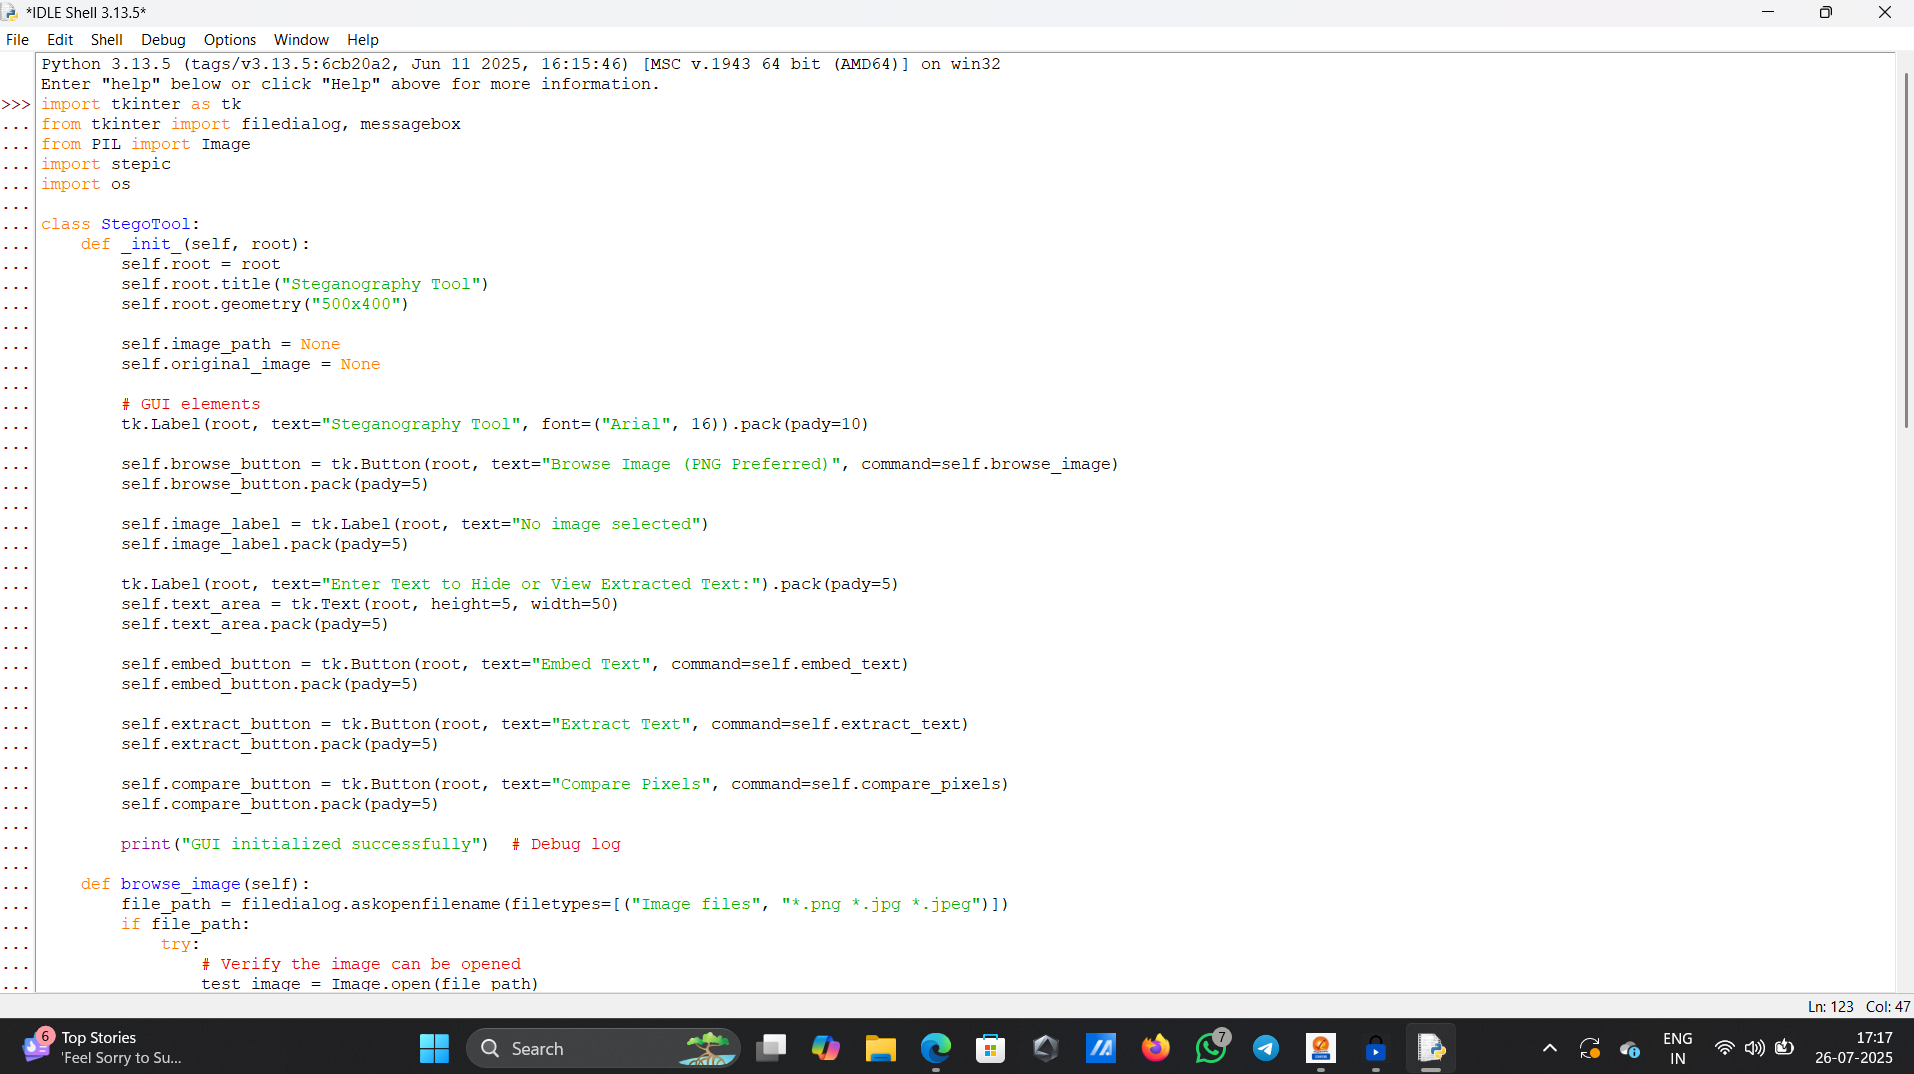 *IDLE Shell 3.13.5*
File Edit Shell Debug Options Window Help
Python 3.13.5 (tags/v3.13.5:6cb20a2, Jun 11 2025, 16:15:46) [MSC v.1943 64 bit (AMD64)] on win32
Enter "help" below or click "Help" above for more information.
>>> import tkinter as tk
... from tkinter import filedialog, messagebox
... from PIL import Image
... import stepic
... import os
...
... class StegoTool:
...     def _init_(self, root):
...         self.root = root
...         self.root.title("Steganography Tool")
...         self.root.geometry("500x400")
...
...         self.image_path = None
...         self.original_image = None
...
...         # GUI elements
...         tk.Label(root, text="Steganography Tool", font=("Arial", 16)).pack(pady=10)
...
...         self.browse_button = tk.Button(root, text="Browse Image (PNG Preferred)", command=self.browse_image)
...         self.browse_button.pack(pady=5)
...
...         self.image_label = tk.Label(root, text="No image selected")
...         self.image_label.pack(pady=5)
...
...         tk.Label(root, text="Enter Text to Hide or View Extracted Text:").pack(pady=5)
...         self.text_area = tk.Text(root, height=5, width=50)
...         self.text_area.pack(pady=5)
...
...         self.embed_button = tk.Button(root, text="Embed Text", command=self.embed_text)
...         self.embed_button.pack(pady=5)
...
...         self.extract_button = tk.Button(root, text="Extract Text", command=self.extract_text)
...         self.extract_button.pack(pady=5)
...
...         self.compare_button = tk.Button(root, text="Compare Pixels", command=self.compare_pixels)
...         self.compare_button.pack(pady=5)
...
...         print("GUI initialized successfully")  # Debug log
...
...     def browse_image(self):
...         file_path = filedialog.askopenfilename(filetypes=[("Image files", "*.png *.jpg *.jpeg")])
...         if file_path:
...             try:
...                 # Verify the image can be opened
...                 test_image = Image.open(file_path)
Ln: 123 Col: 47
6 Top Stories
'Feel Sorry to Su...
Search
7
ENG
IN
17:17
26-07-2025